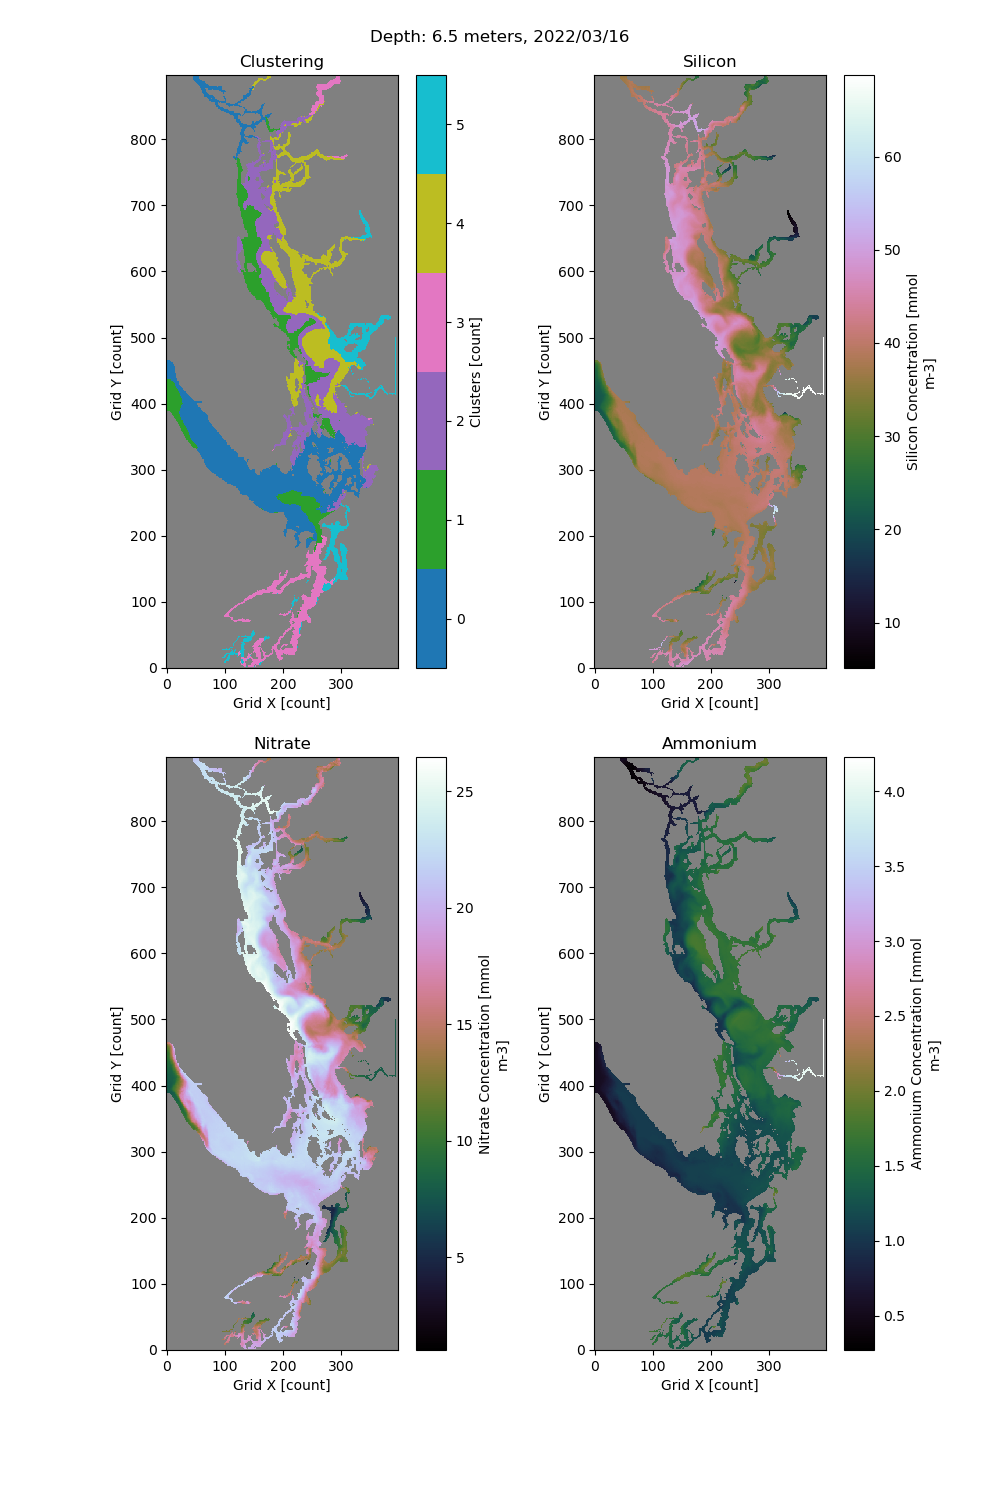 Depth: 6.5 meters, 2022/03/16
Clustering
Grid Y [count]
800
700
600
500
400
300
200
100
0
0 100 200 300
Grid X [count]
5
4
3
2
1
0
Clusters [count]
Silicon
Grid Y [count]
800
700
600
500
400
300
200
100
0
0 100 200 300
Grid X [count]
60
50
40
30
20
10
Silicon Concentration [mmol
m-3]
Nitrate
Grid Y [count]
800
700
600
500
400
300
200
100
0
0 100 200 300
Grid X [count]
25
20
15
10
5
Nitrate Concentration [mmol
m-3]
Ammonium
Grid Y [count]
800
700
600
500
400
300
200
100
0
0 100 200 300
Grid X [count]
4.0
3.5
3.0
2.5
2.0
1.5
1.0
0.5
Ammonium Concentration [mmol
m-3]